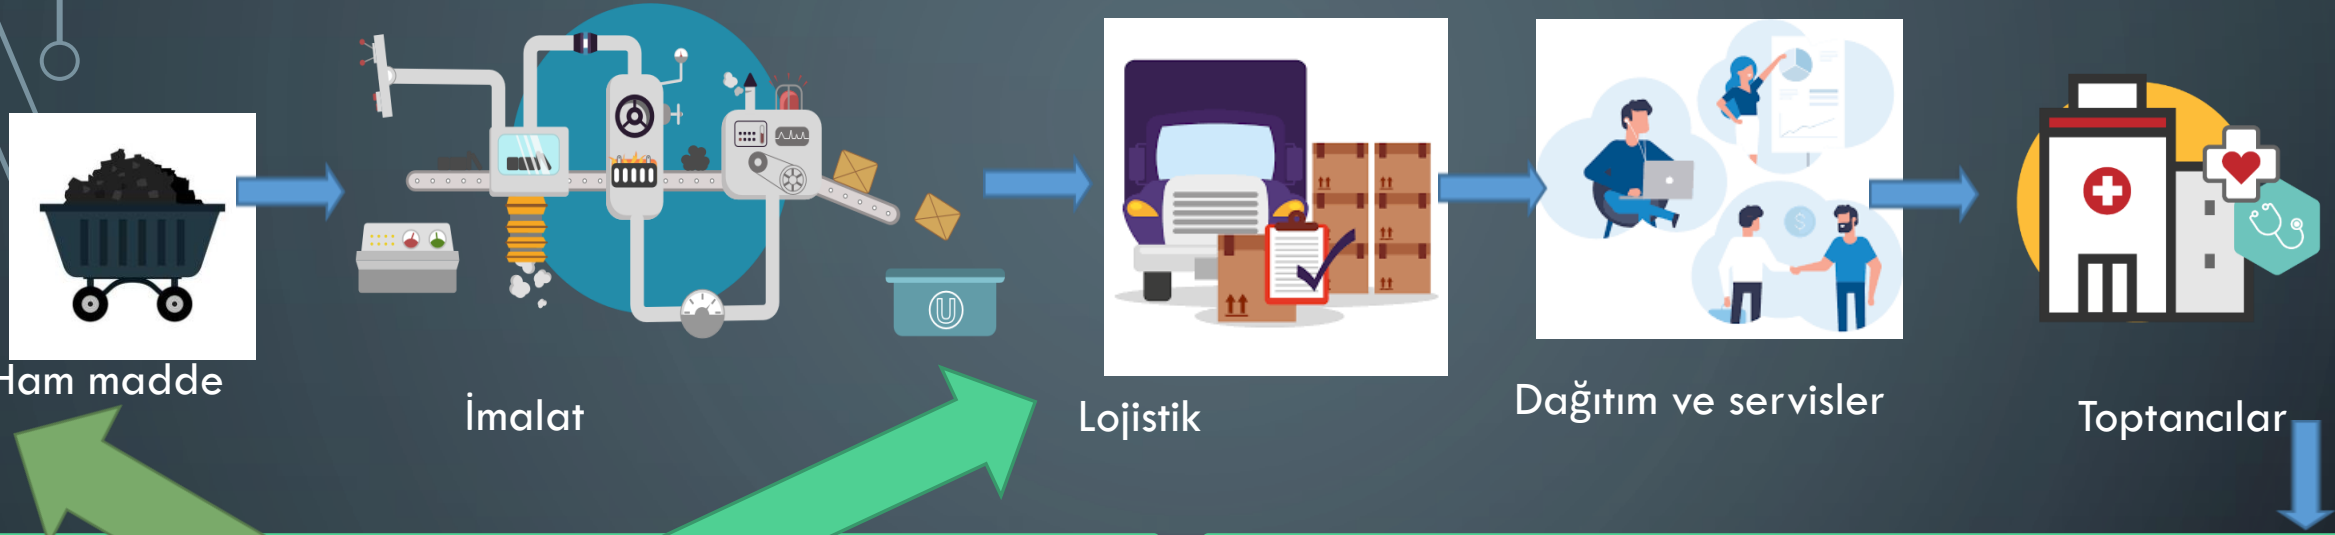 Ham madde
İmalat
Lojistik
Dağıtım ve servisler
Toptancılar